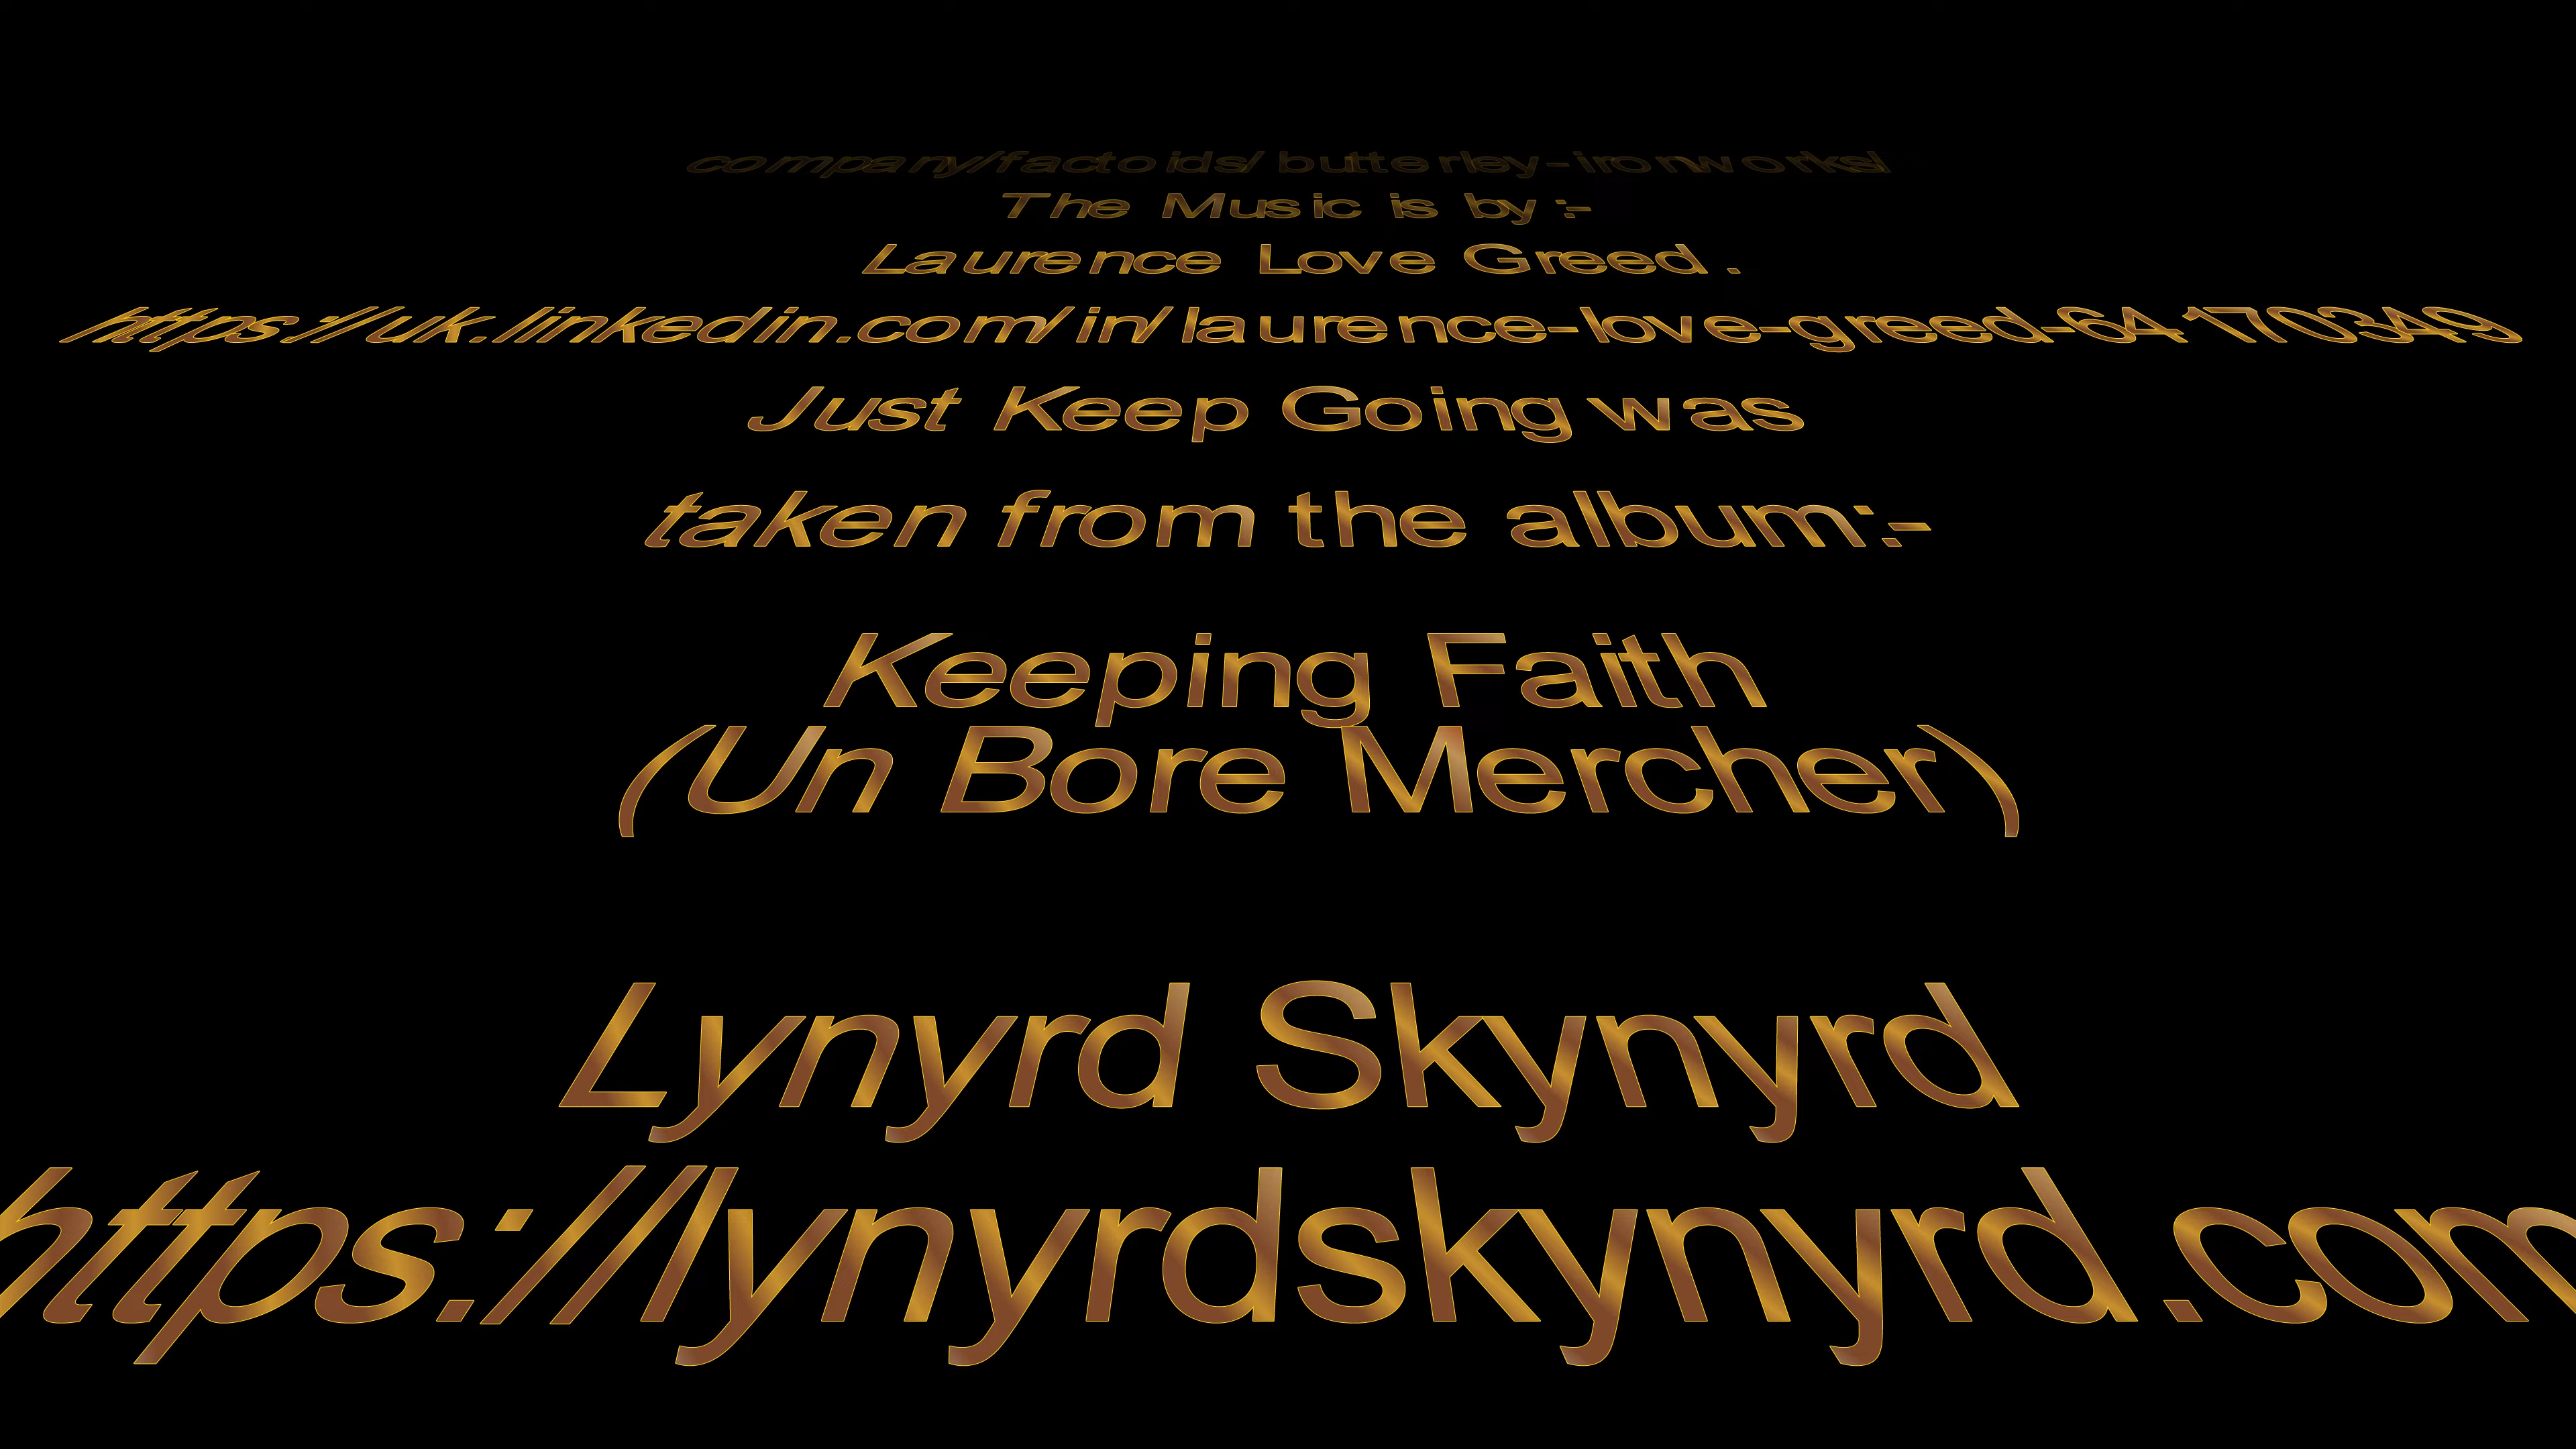 company/factoids/butterley-ironworks/
The Music is by :-
Laurence Love Greed .
https://uk.linkedin.com/in/laurence-love-greed-64170349
Just Keep Going was
taken from the album:-
Keeping Faith
(Un Bore Mercher)
Lynyrd Skynyrd
https://lynyrdskynyrd.com